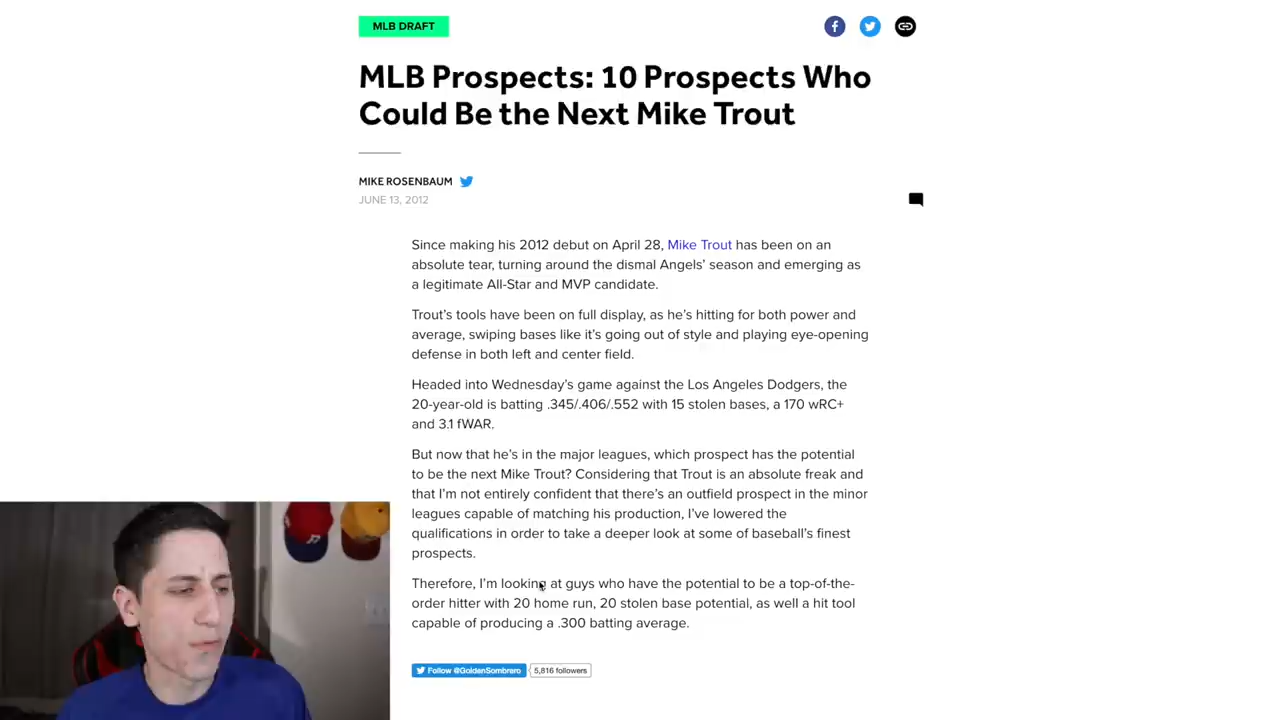 MLB DRAFT
MLB Prospects: 10 Prospects Who
Could Be the Next Mike Trout
MIKE ROSENBAUM
JUNE 13, 2012
Since making his 2012 debut on April 28, Mike Trout has been on an
absolute tear, turning around the dismal Angels’ season and emerging as
a legitimate All-Star and MVP candidate.
Trout’s tools have been on full display, as he’s hitting for both power and
average, swiping bases like it’s going out of style and playing eye-opening
defense in both left and center field.
Headed into Wednesday’s game against the Los Angeles Dodgers, the
20-year-old is batting .345/.406/.552 with 15 stolen bases, a 170 wRC+
and 3.1 fWAR.
But now that he’s in the major leagues, which prospect has the potential
to be the next Mike Trout? Considering that Trout is an absolute freak and
that I’m not entirely confident that there’s an outfield prospect in the minor
leagues capable of matching his production, I’ve lowered the
qualifications in order to take a deeper look at some of baseball’s finest
prospects.
Therefore, I’m looking at guys who have the potential to be a top-of-the-
order hitter with 20 home run, 20 stolen base potential, as well a hit tool
capable of producing a .300 batting average.
Follow @GoldenSombrero 5,816 followers